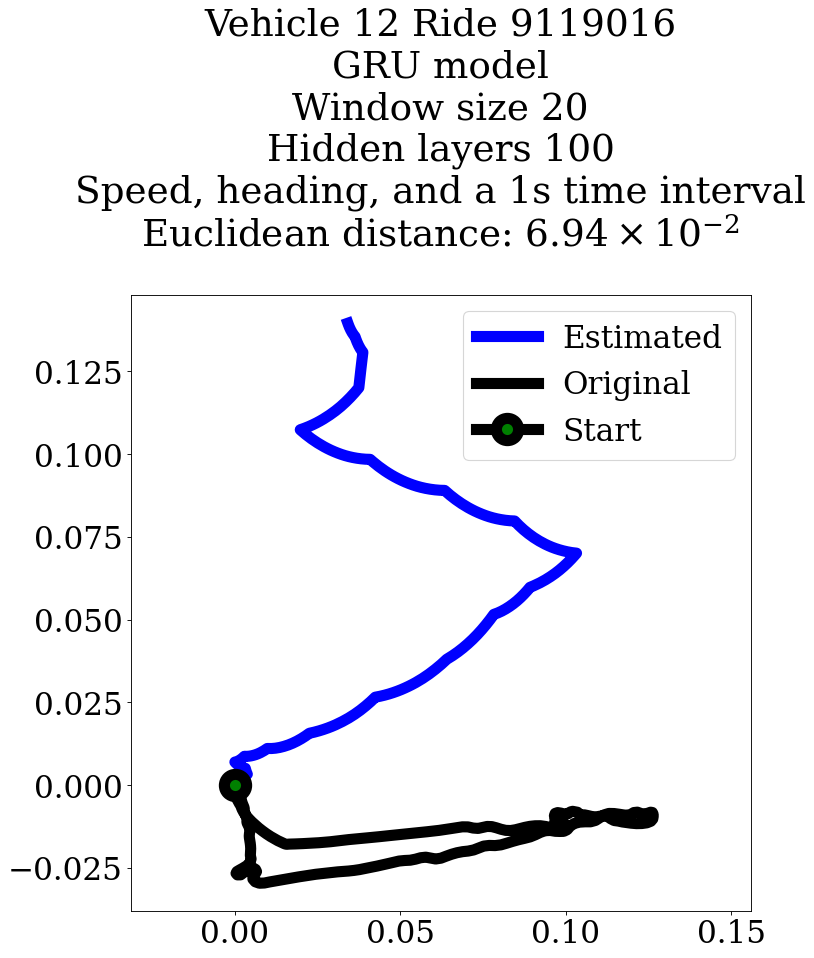 Vehicle 12 Ride 9119016
GRU model
Window size 20
Hidden layers 100
Speed, heading, and a 1s time interval
Euclidean distance: 6.94 × 10⁻²
Estimated
Original
Start
0.125
0.100
0.075
0.050
0.025
0.000
−0.025
0.00 0.05 0.10 0.15